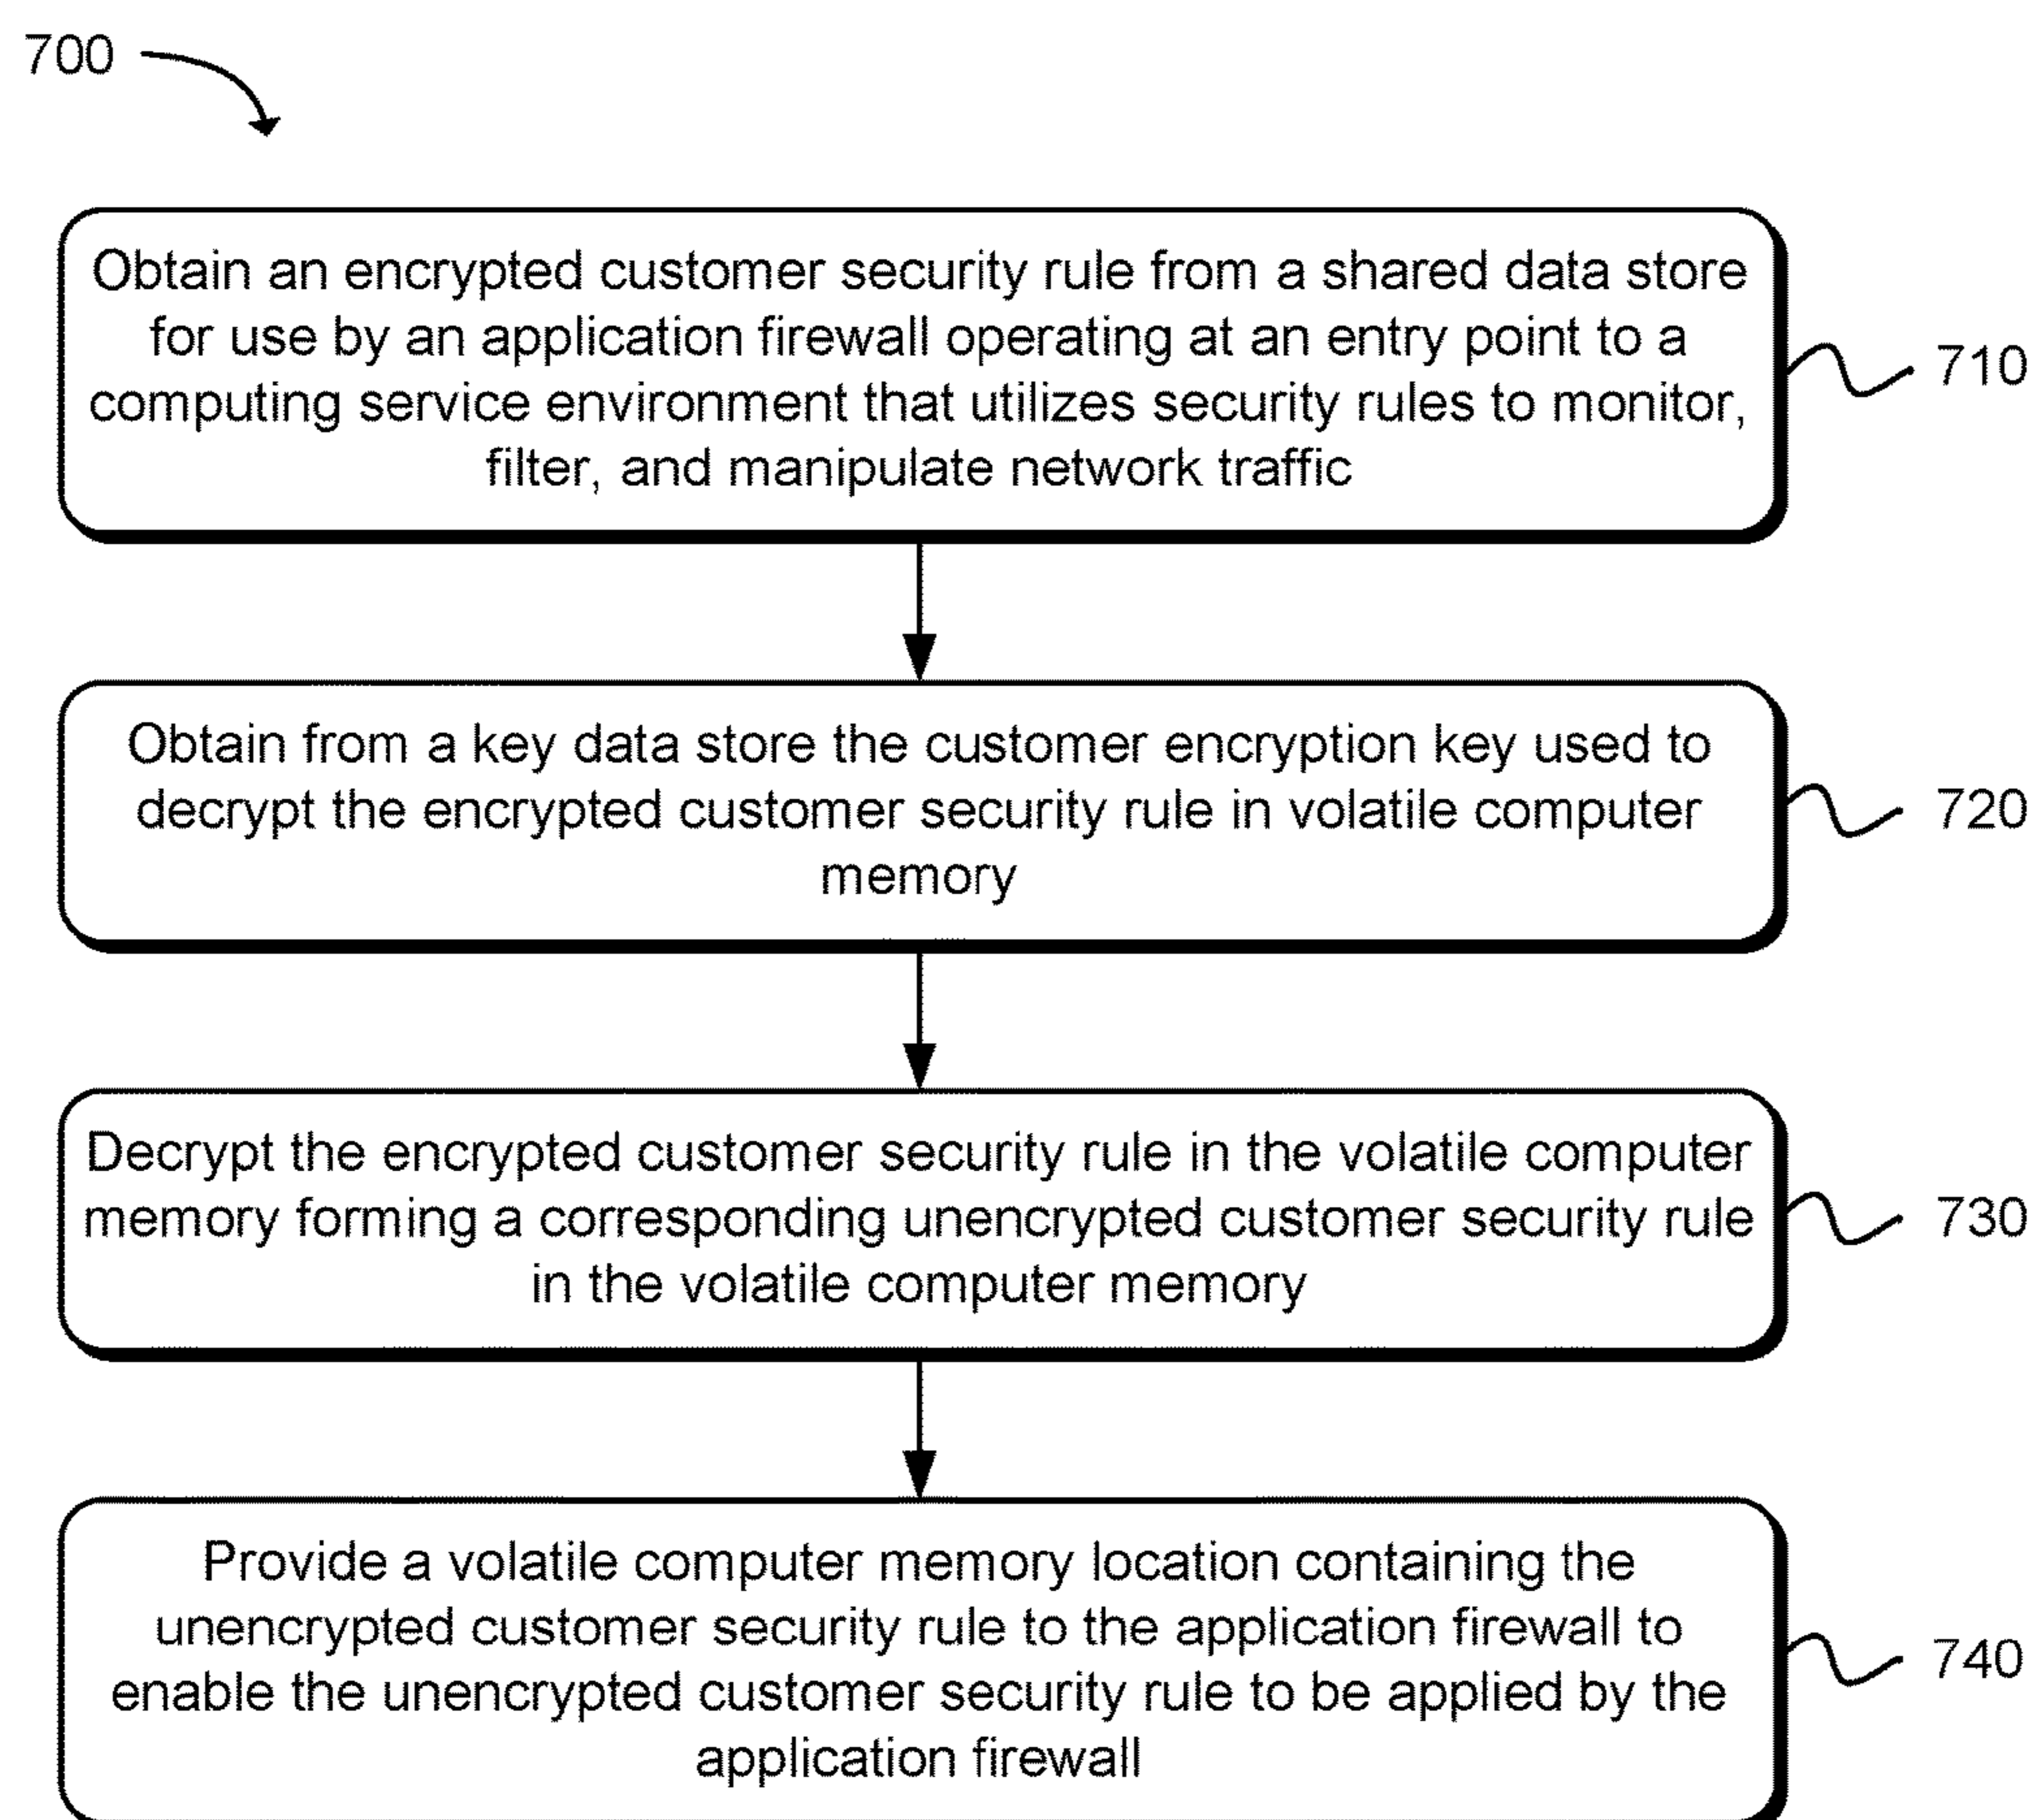 700
Obtain an encrypted customer security rule from a shared data store
for use by an application firewall operating at an entry point to a
computing service environment that utilizes security rules to monitor,
filter, and manipulate network traffic
710
Obtain from a key data store the customer encryption key used to
decrypt the encrypted customer security rule in volatile computer
memory
720
Decrypt the encrypted customer security rule in the volatile computer
memory forming a corresponding unencrypted customer security rule
in the volatile computer memory
730
Provide a volatile computer memory location containing the
unencrypted customer security rule to the application firewall to
enable the unencrypted customer security rule to be applied by the
application firewall
740